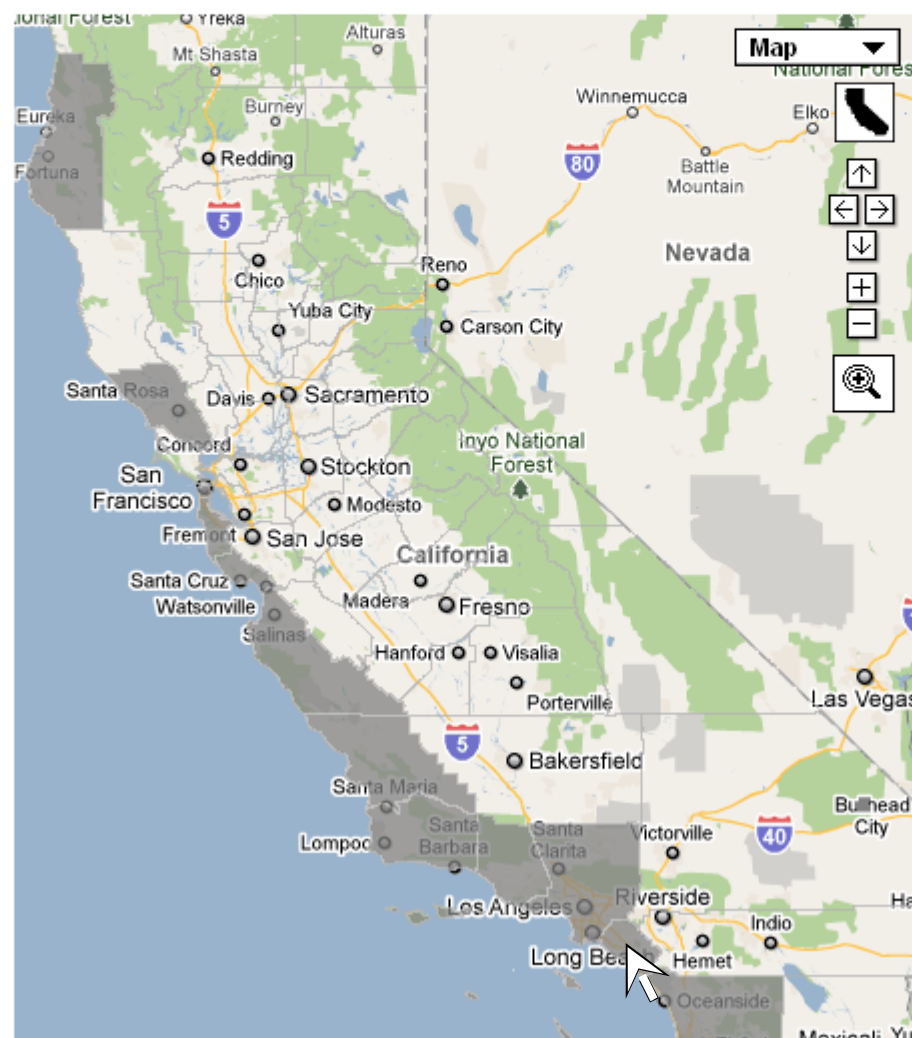 Yreka
Alturas
Mt Shasta
Map
Eureka
Burney
Winnemucca
Elko
Fortuna
Redding
80
Battle
Mountain
5
Nevada
Chico
Reno
Yuba City
Carson City
Santa Rosa
Davis
Sacramento
Concord
Inyo National
Forest
San
Francisco
Stockton
Modesto
Fremont
San Jose
California
Santa Cruz
Watsonville
Madera
Fresno
Salinas
Hanford
Visalia
Porterville
Las Vegas
5
Bakersfield
Santa Maria
Lompoc
Santa
Barbara
Santa
Clarita
Victorville
40
City
Los Angeles
Riverside
Indio
Long Beach
Hemet
Oceanside
Mexicali